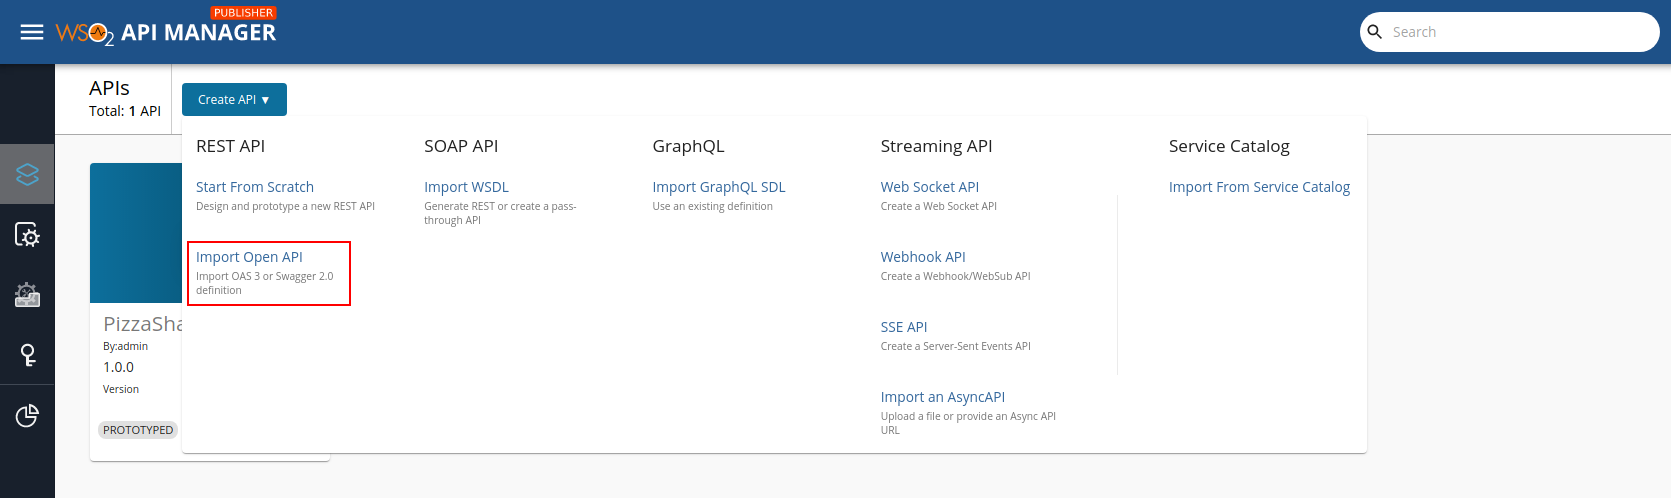 PUBLISHER
WSO2 API MANAGER
Search
APIs
Total: 1 API
Create API ▼
REST API
Start From Scratch
Design and prototype a new REST API
Import Open API
Import OAS 3 or Swagger 2.0
definition
SOAP API
Import WSDL
Generate REST or create a pass-
through API
GraphQL
Import GraphQL SDL
Use an existing definition
Streaming API
Web Socket API
Create a Web Socket API
Webhook API
Create a Webhook/WebSub API
SSE API
Create a Server-Sent Events API
Import an AsyncAPI
Upload a file or provide an Async API
URL
Service Catalog
Import From Service Catalog
PizzaSha
By:admin
1.0.0
Version
PROTOTYPED